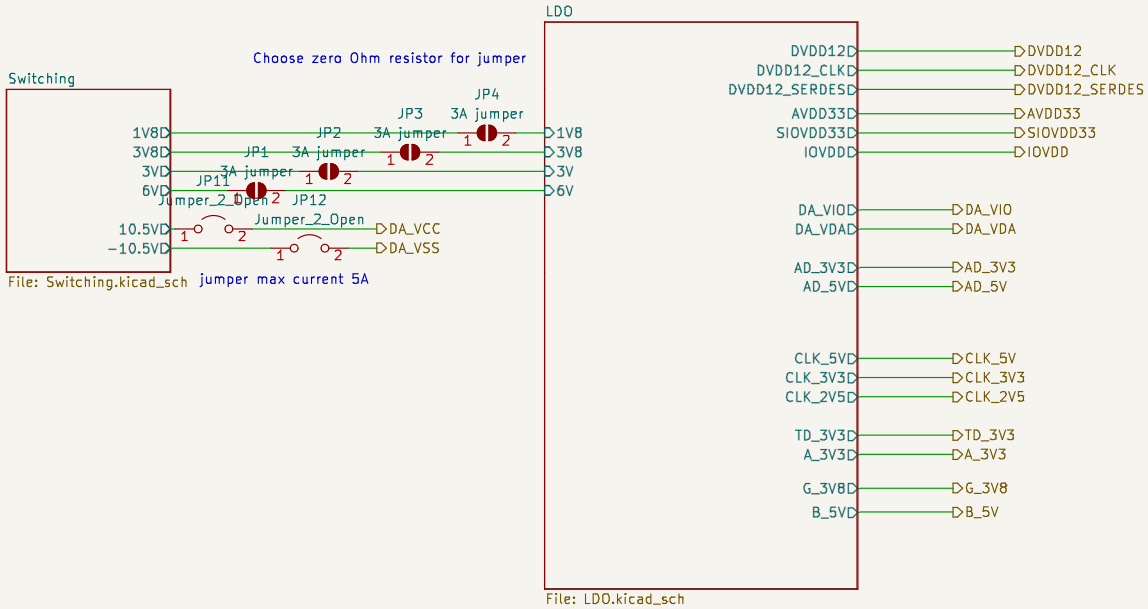 LDO
Choose zero Ohm resistor for jumper
Switching
JP4
3A jumper
JP3
3A jumper
JP2
3A jumper
JP1
3A jumper
JP11
Jumper_2_Open
JP12
Jumper_2_Open
1V8
1 2
1V8
3V8
1 2
3V8
3V
1 2
3V
6V
1 2
6V
10.5V
1 2
DA_VCC
-10.5V
1 2
DA_VSS
File: Switching.kicad_sch
jumper max current 5A
DVDD12 DVDD12
DVDD12_CLK DVDD12_CLK
DVDD12_SERDES DVDD12_SERDES
AVDD33 AVDD33
SIOVDD33 SIOVDD33
IOVDD IOVDD
DA_VIO DA_VIO
DA_VDA DA_VDA
AD_3V3 AD_3V3
AD_5V AD_5V
CLK_5V CLK_5V
CLK_3V3 CLK_3V3
CLK_2V5 CLK_2V5
TD_3V3 TD_3V3
A_3V3 A_3V3
G_3V8 G_3V8
B_5V B_5V
File: LDO.kicad_sch